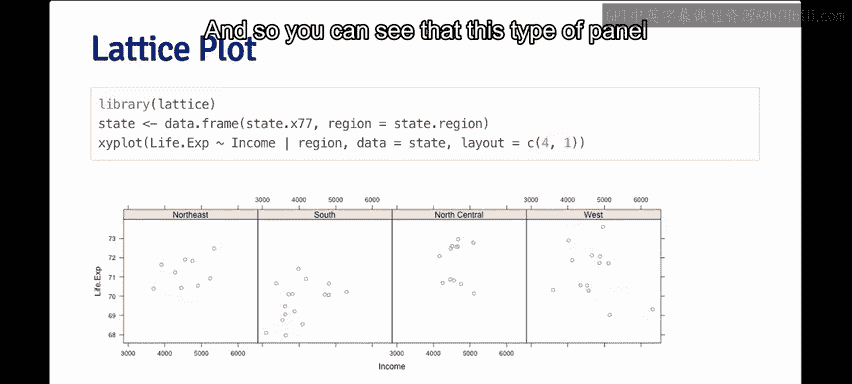 And so you can see that this type of panel
Lattice Plot
library(lattice)
state <- data.frame(state.x77, region = state.region)
xyplot(Life.Exp ~ Income | region, data = state, layout = c(4, 1))
3000 4000 5000 6000 3000 4000 5000 6000
Northeast South North Central West
73
72
71
70
69
68
Life.Exp
3000 4000 5000 6000 3000 4000 5000 6000
Income